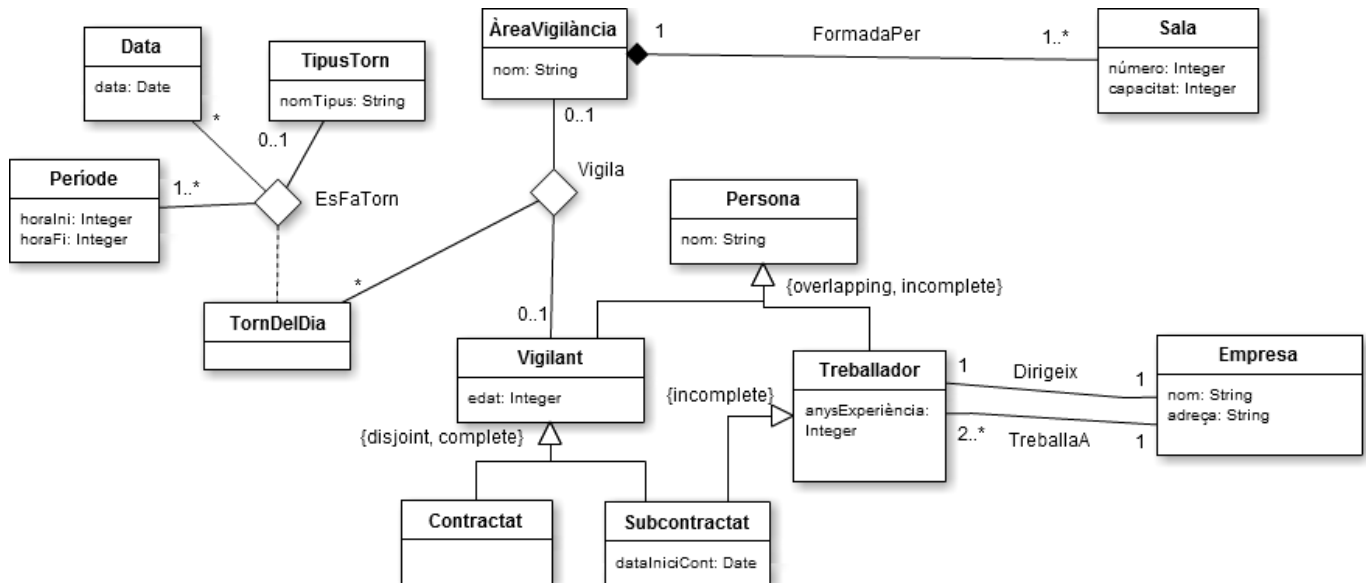 Data
data: Date
TipusTorn
nomTipus: String
ÀreaVigilància
nom: String
1
FormadaPer
1..*
Sala
número: Integer
capacitat: Integer
*
0..1
0..1
Període
horaIni: Integer
horaFi: Integer
1..*
EsFaTorn
Vigila
Persona
nom: String
{overlapping, incomplete}
*
0..1
TornDelDia
Vigilant
edat: Integer
Treballador
anysExperiència:
Integer
1
Dirigeix
1
Empresa
nom: String
adreça: String
{incomplete}
2..*
TreballaA
1
{disjoint, complete}
Contractat
Subcontractat
dataIniciCont: Date